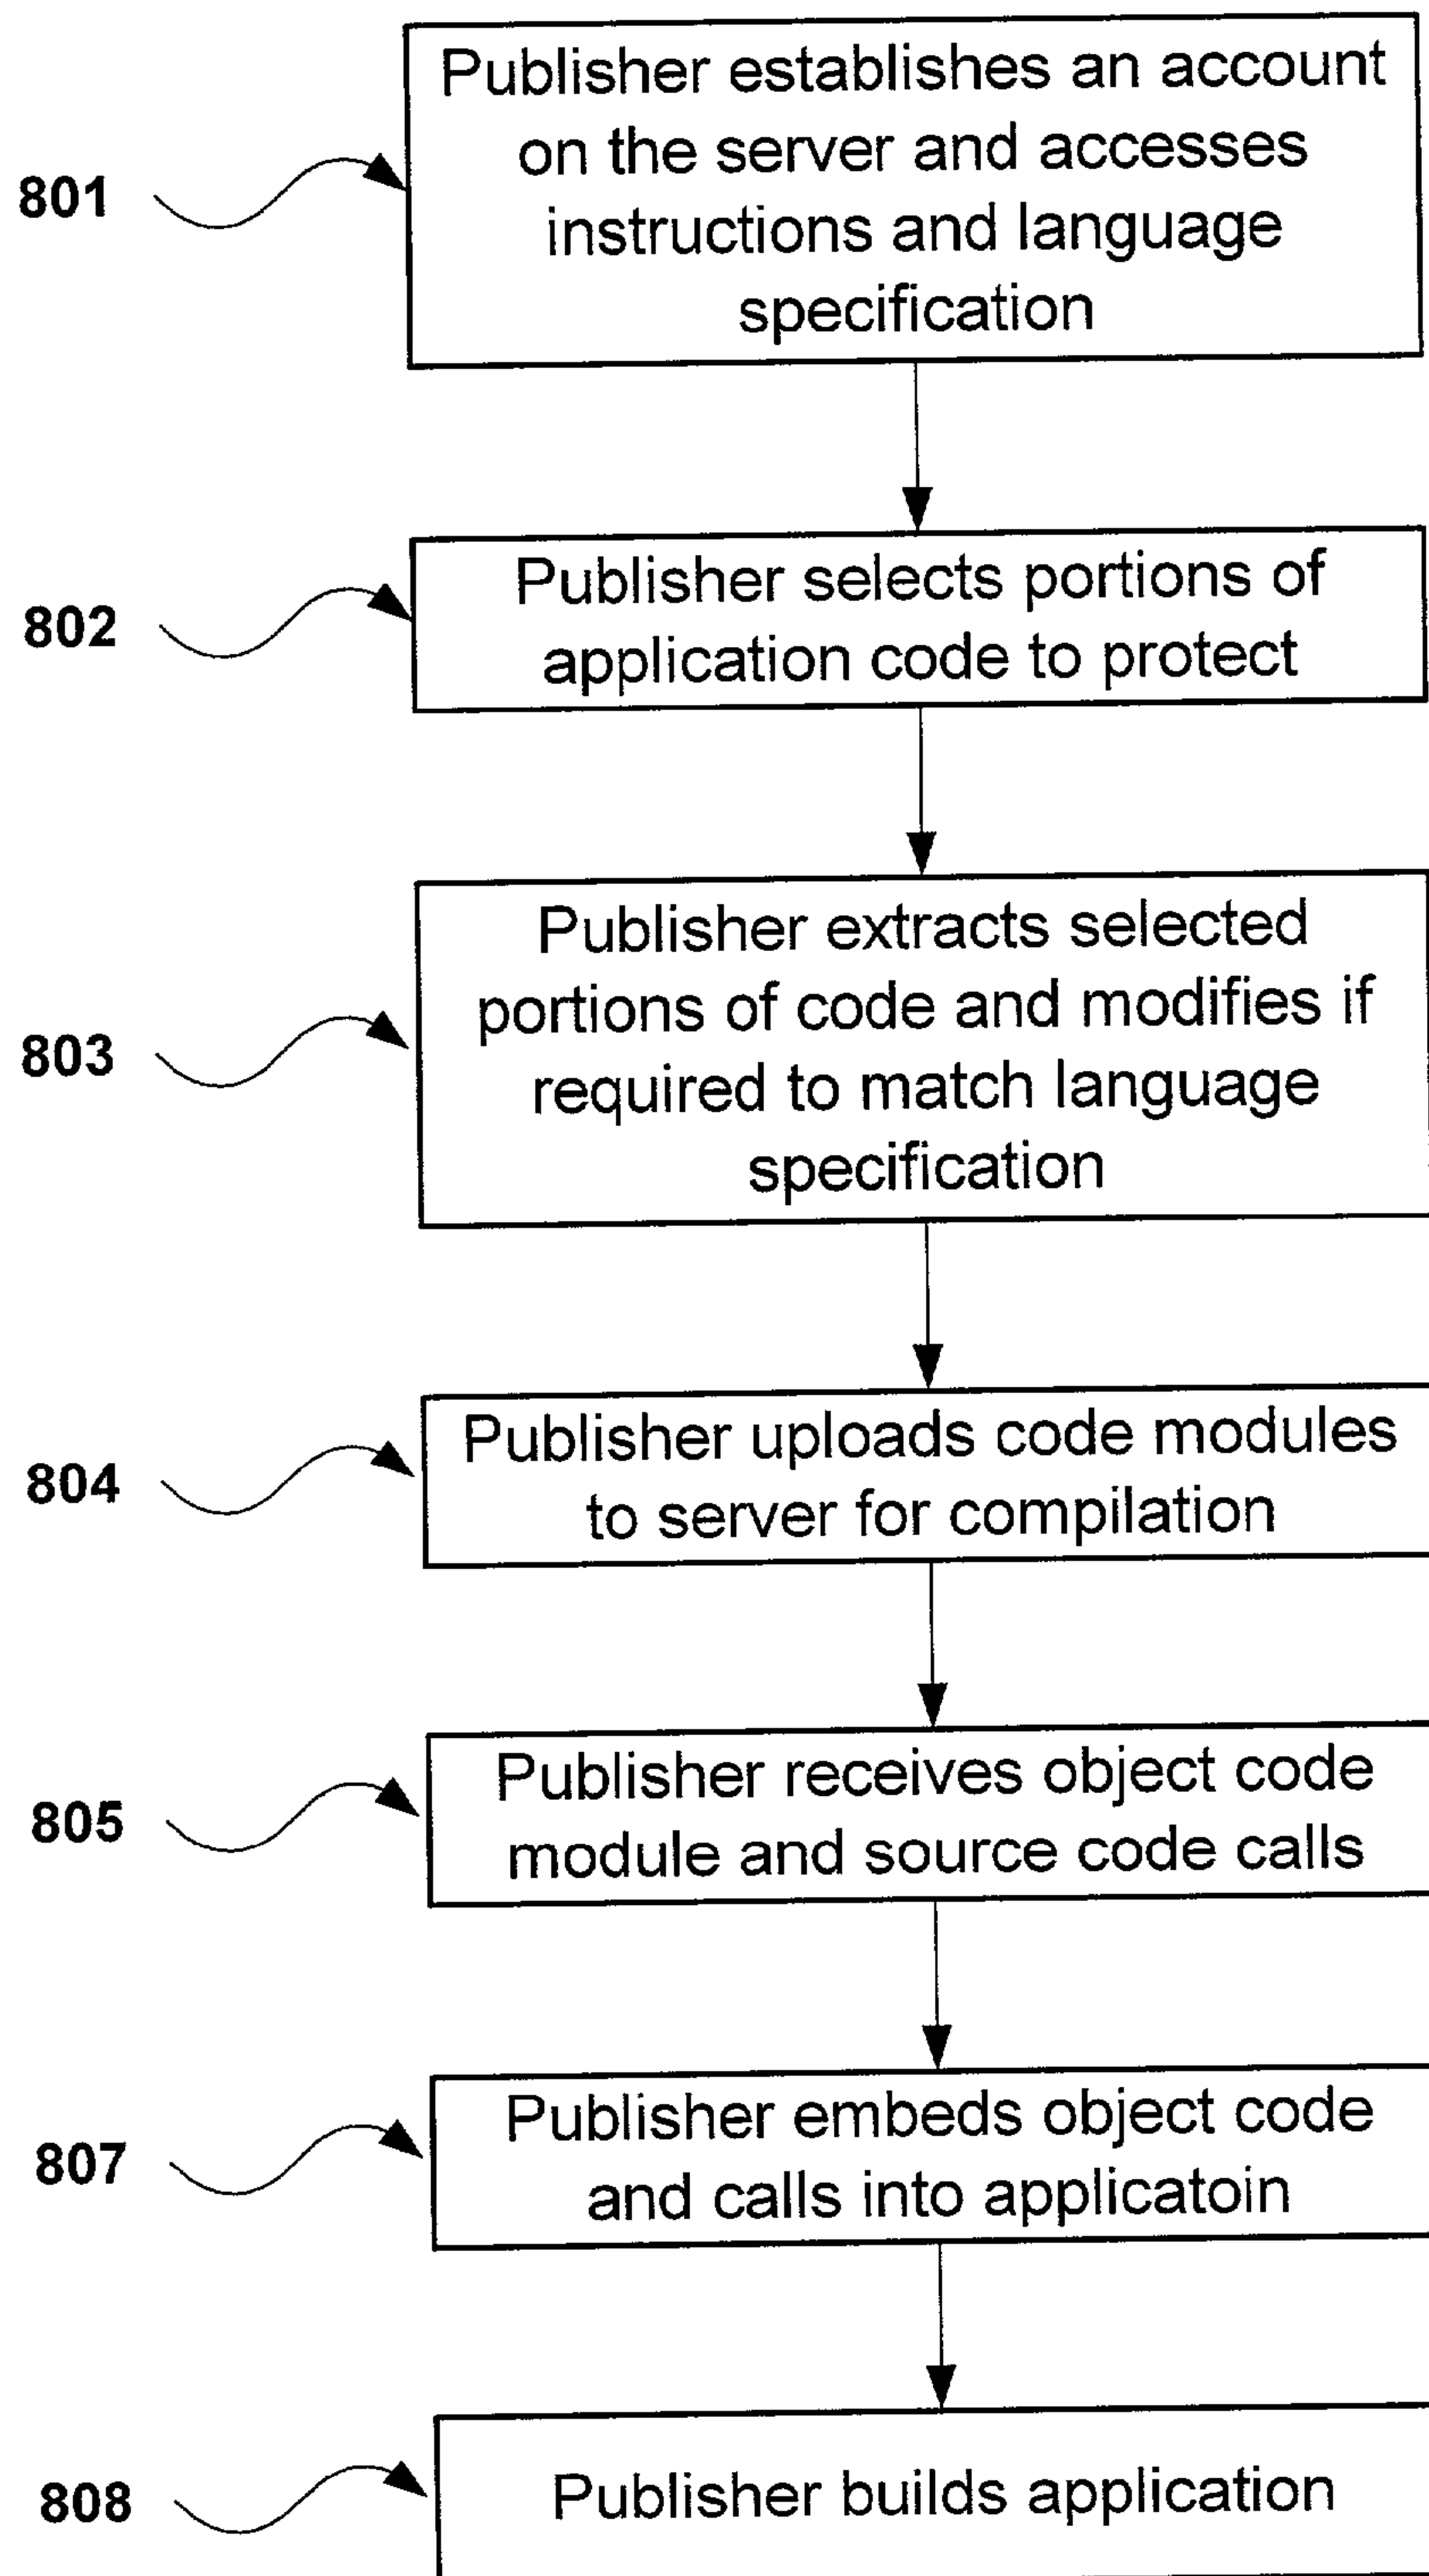 Publisher establishes an account
on the server and accesses
instructions and language
specification
801
Publisher selects portions of
application code to protect
802
Publisher extracts selected
portions of code and modifies if
required to match language
specification
803
Publisher uploads code modules
to server for compilation
804
Publisher receives object code
module and source code calls
805
Publisher embeds object code
and calls into applicatoin
807
Publisher builds application
808